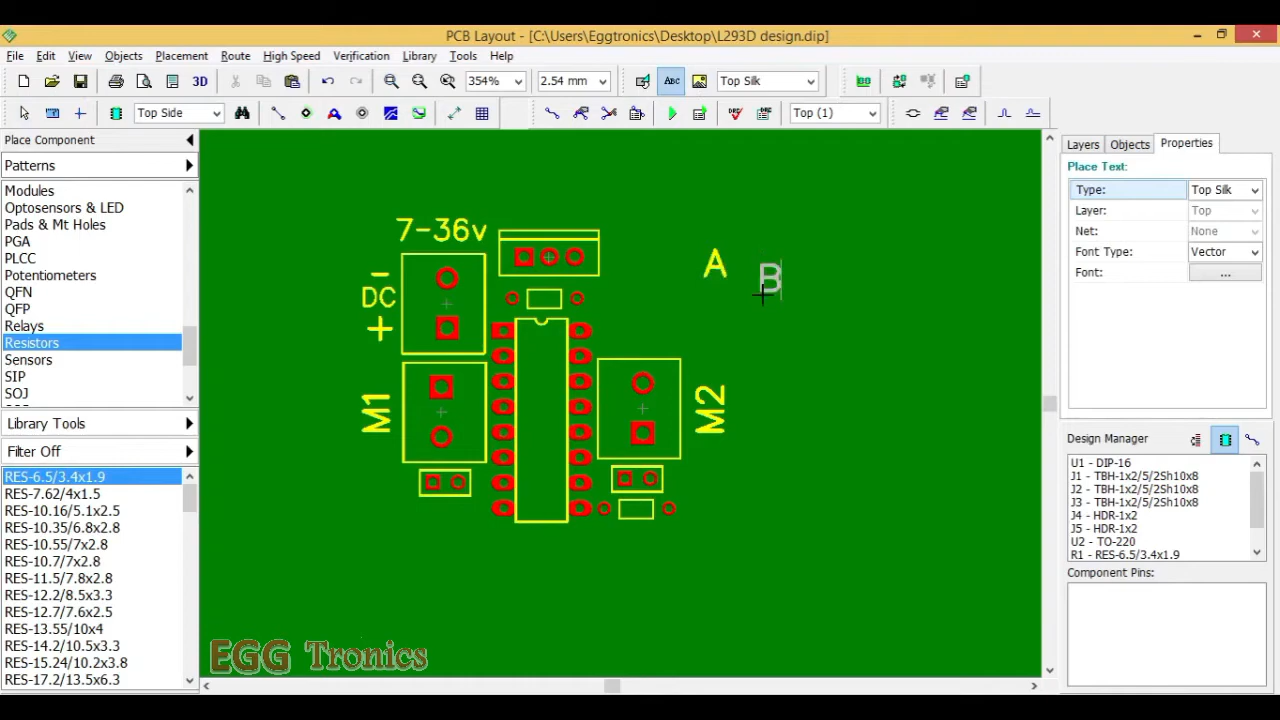 PCB Layout - [C:\Users\Eggtronics\Desktop\L293D design.dip]
File Edit View Objects Placement Route High Speed Verification Library Tools Help
3D 354% 2.54 mm Abc Top Silk
Top Side Top (1)
Place Component
Patterns
Modules
Optosensors & LED
Pads & Mt Holes
PGA
PLCC
Potentiometers
QFN
QFP
Relays
Resistors
Sensors
SIP
SOJ
Library Tools
Filter Off
RES-6.5/3.4x1.9
RES-7.62/4x1.5
RES-10.16/5.1x2.5
RES-10.35/6.8x2.8
RES-10.55/7x2.8
RES-10.7/7x2.8
RES-11.5/7.8x2.8
RES-12.2/8.5x3.3
RES-12.7/7.6x2.5
RES-13.55/10x4
RES-14.2/10.5x3.3
RES-15.24/10.2x3.8
RES-17.2/13.5x6.3
7-36v
A
B
-
DC
+
M1
M2
EGG Tronics
Layers Objects Properties
Place Text:
Type: Top Silk
Layer: Top
Net: None
Font Type: Vector
Font: ...
Design Manager
U1 - DIP-16
J1 - TBH-1x2/5/2Sh10x8
J2 - TBH-1x2/5/2Sh10x8
J3 - TBH-1x2/5/2Sh10x8
J4 - HDR-1x2
J5 - HDR-1x2
U2 - TO-220
R1 - RES-6.5/3.4x1.9
Component Pins: